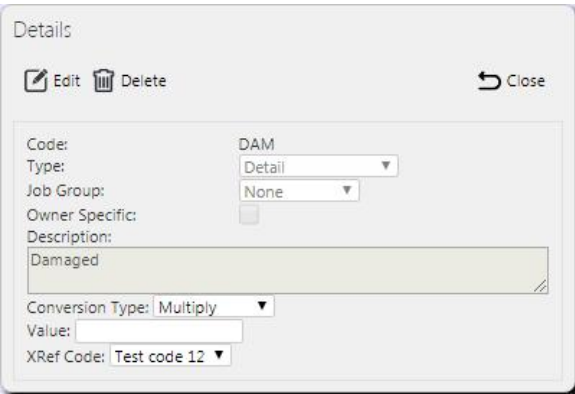 Details
Edit Delete Close
Code: DAM
Type: Detail
Job Group: None
Owner Specific:
Description:
Damaged
Conversion Type: Multiply
Value:
XRef Code: Test code 12